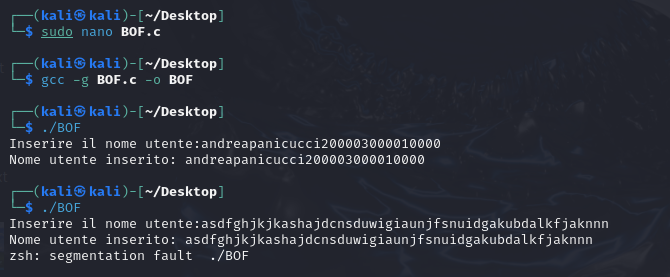 ┌──(kali㉿kali)-[~/Desktop]
└─$ sudo nano BOF.c
┌──(kali㉿kali)-[~/Desktop]
└─$ gcc -g BOF.c -o BOF
┌──(kali㉿kali)-[~/Desktop]
└─$ ./BOF
Inserire il nome utente:andreapanicucci200003000010000
Nome utente inserito: andreapanicucci200003000010000
┌──(kali㉿kali)-[~/Desktop]
└─$ ./BOF
Inserire il nome utente:asdfghjkjkashajdcnsduwigiaunjfsnuidgakubdalkfjaknnn
Nome utente inserito: asdfghjkjkashajdcnsduwigiaunjfsnuidgakubdalkfjaknnn
zsh: segmentation fault  ./BOF